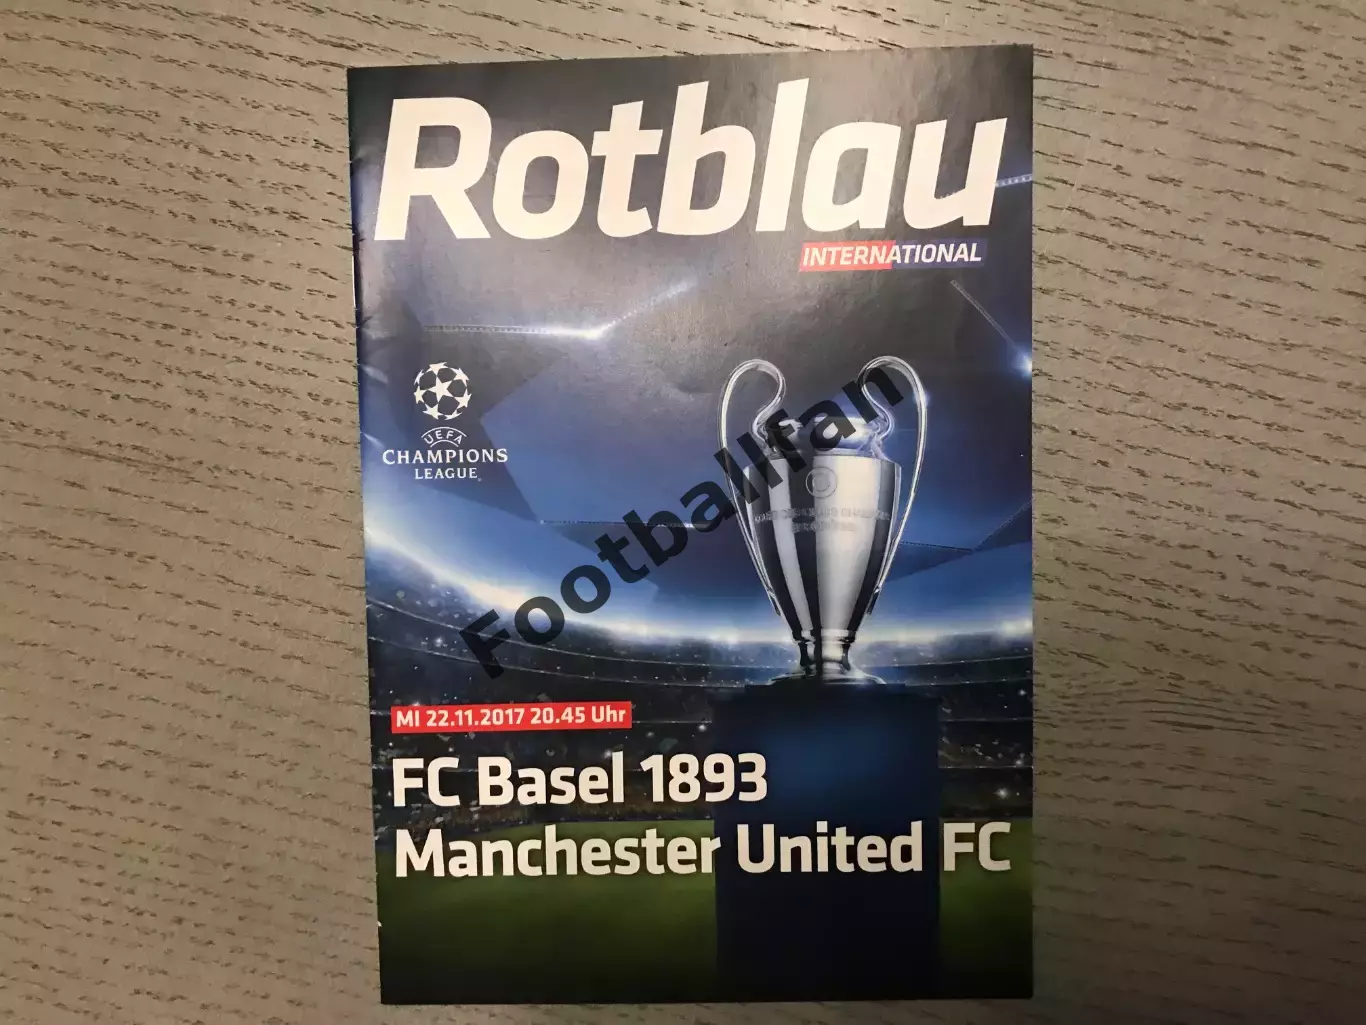 Rotblau
INTERNATIONAL
UEFA
CHAMPIONS
LEAGUE
Footballfan
MI 22.11.2017 20.45 Uhr
FC Basel 1893
Manchester United FC